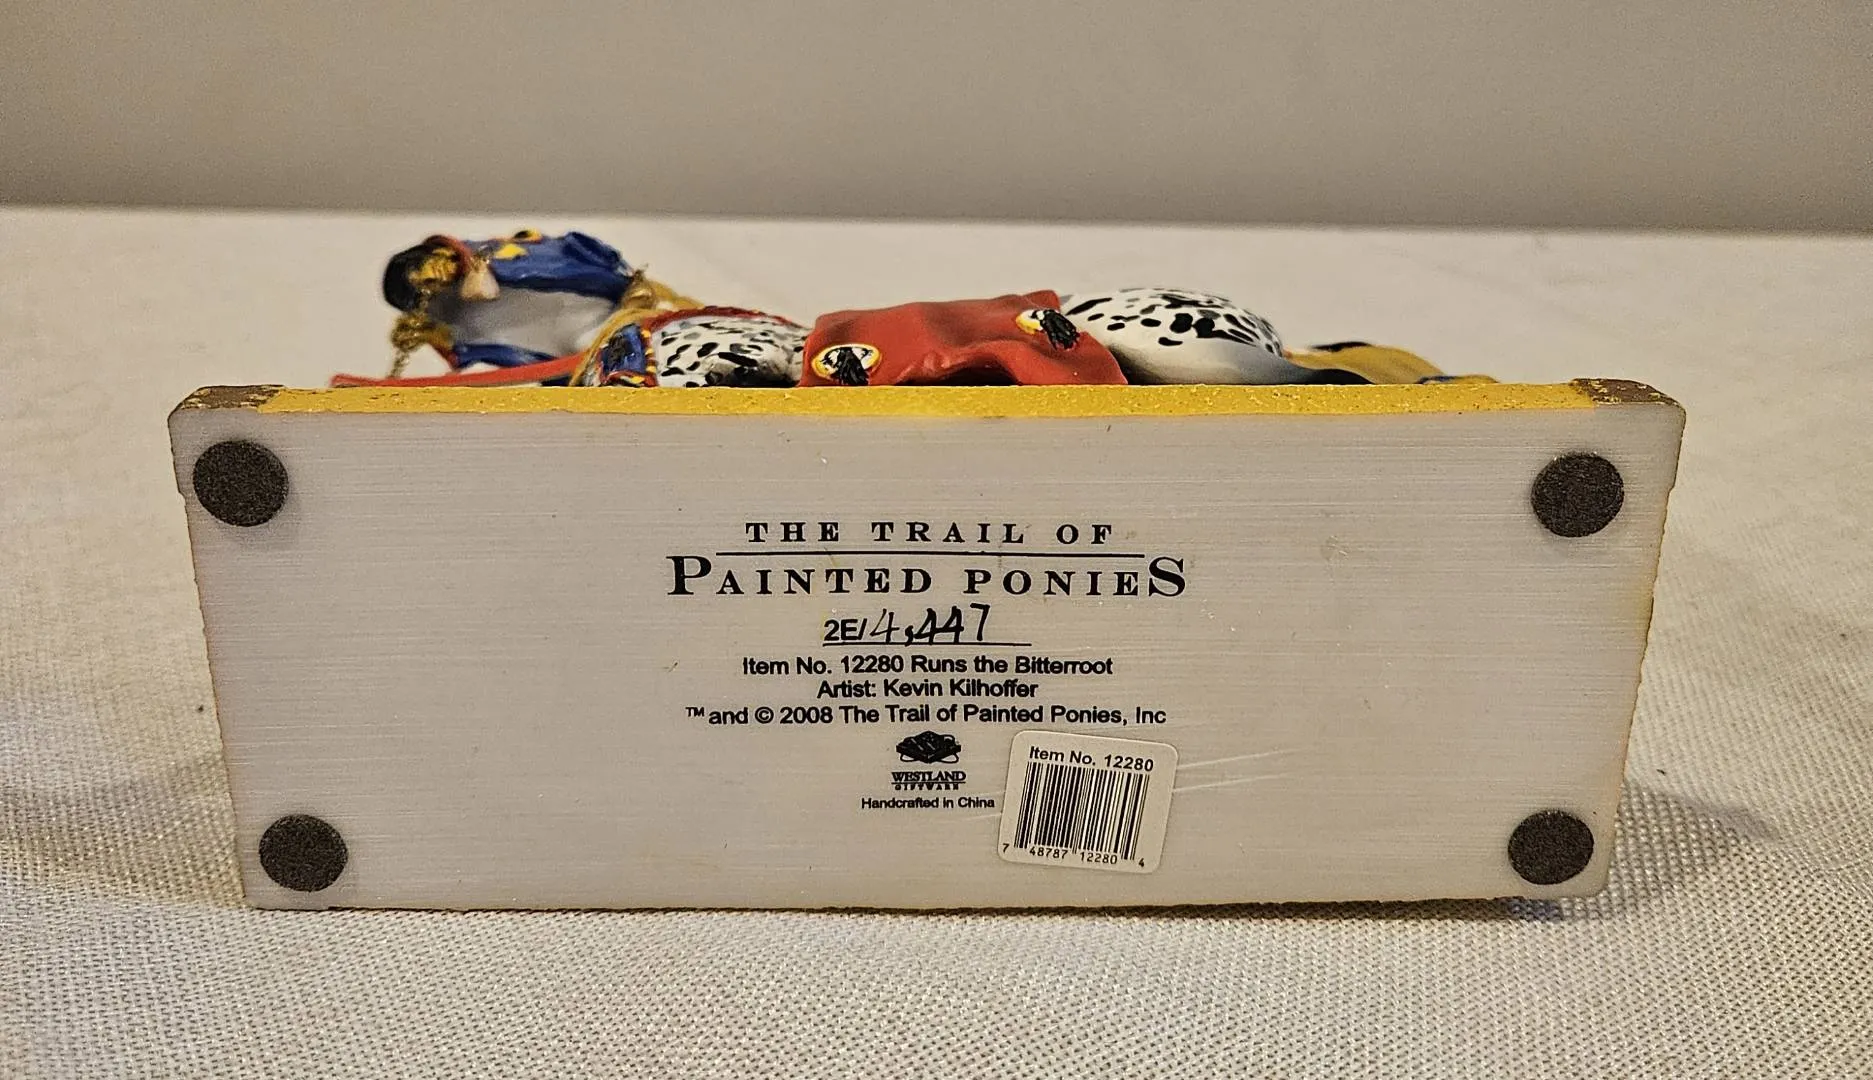 THE TRAIL OF
PAINTED PONIES
2E/4,447
Item No. 12280 Runs the Bitterroot
Artist: Kevin Kilhoffer
™ and © 2008 The Trail of Painted Ponies, Inc
WESTLAND
GIFTWARE
Handcrafted in China
Item No. 12280
7 48787 12280 4